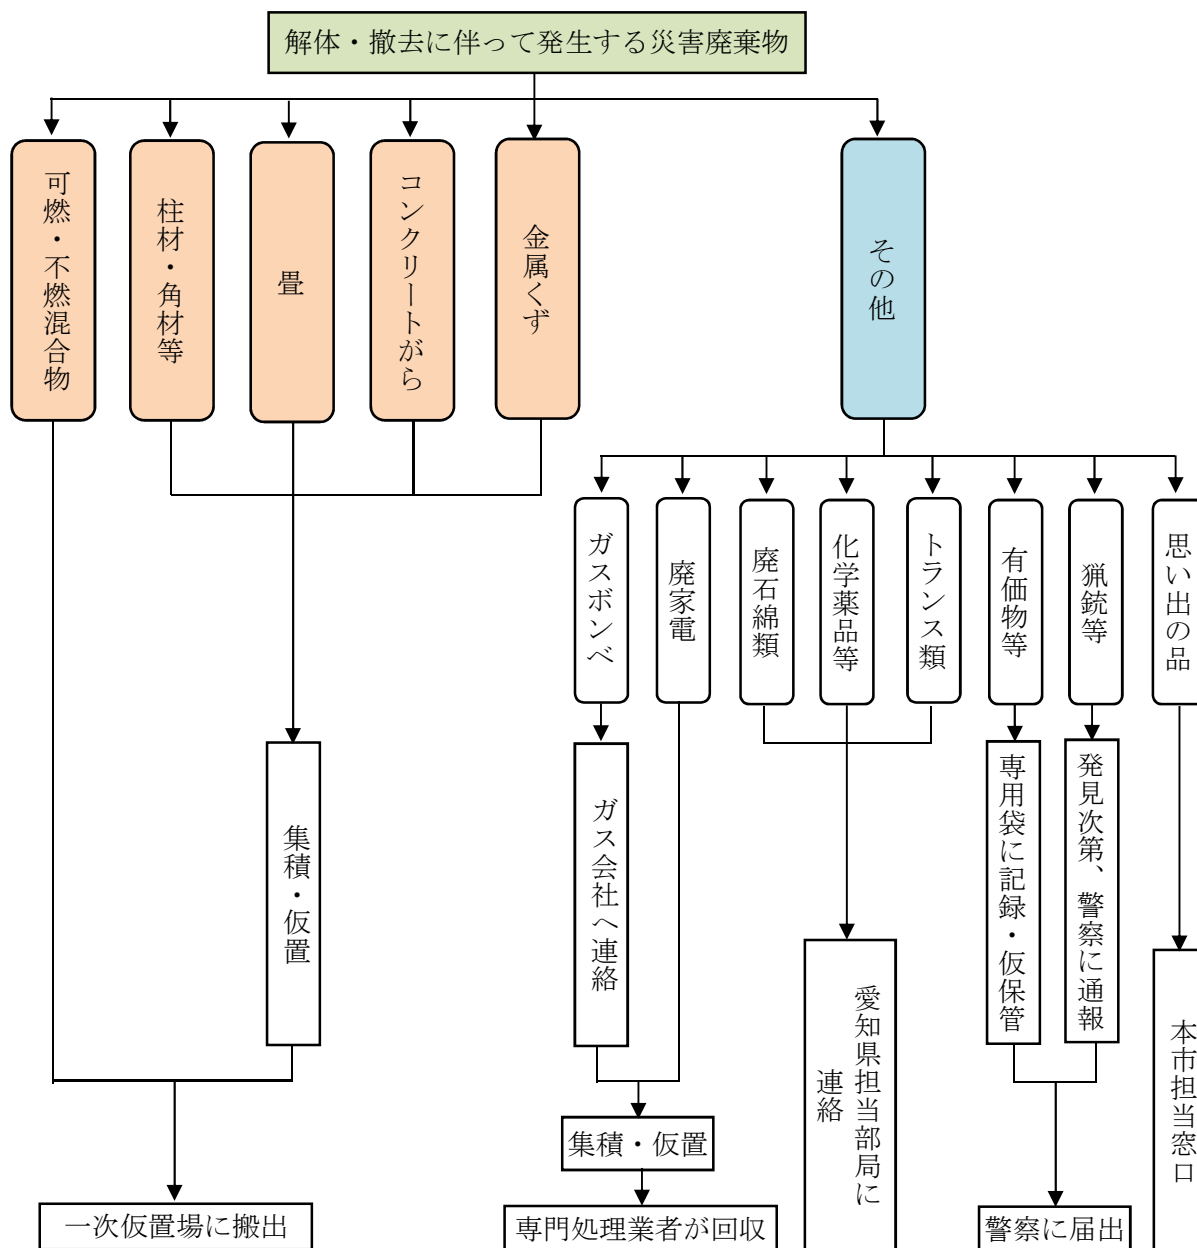 解体・撤去に伴って発生する災害廃棄物
可燃・不燃混合物
柱材・角材等
畳
コンクリートがら
金属くず
その他
ガスボンベ
廃家電
廃石綿類
化学薬品等
トランス類
有価物等
猟銃等
思い出の品
集積・仮置
ガス会社へ連絡
専用袋に記録・仮保管
発見次第、警察に通報
愛知県担当部局に
連絡
本市担当窓口
集積・仮置
一次仮置場に搬出
専門処理業者が回収
警察に届出